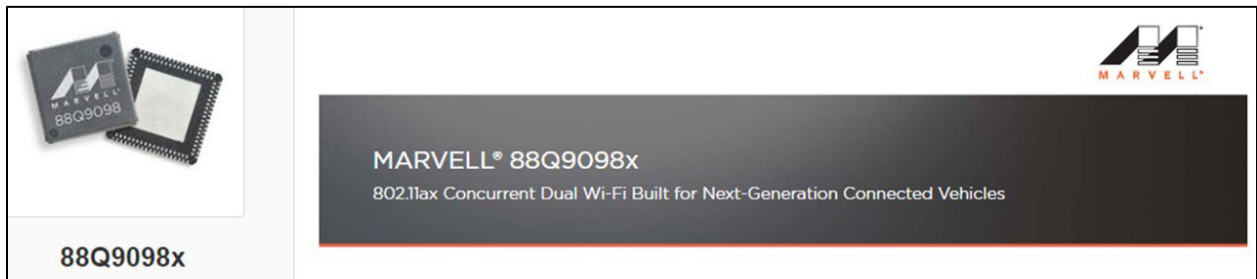 MARVELL
88Q9098
88Q9098x
MARVELL®
MARVELL® 88Q9098x
802.11ax Concurrent Dual Wi-Fi Built for Next-Generation Connected Vehicles